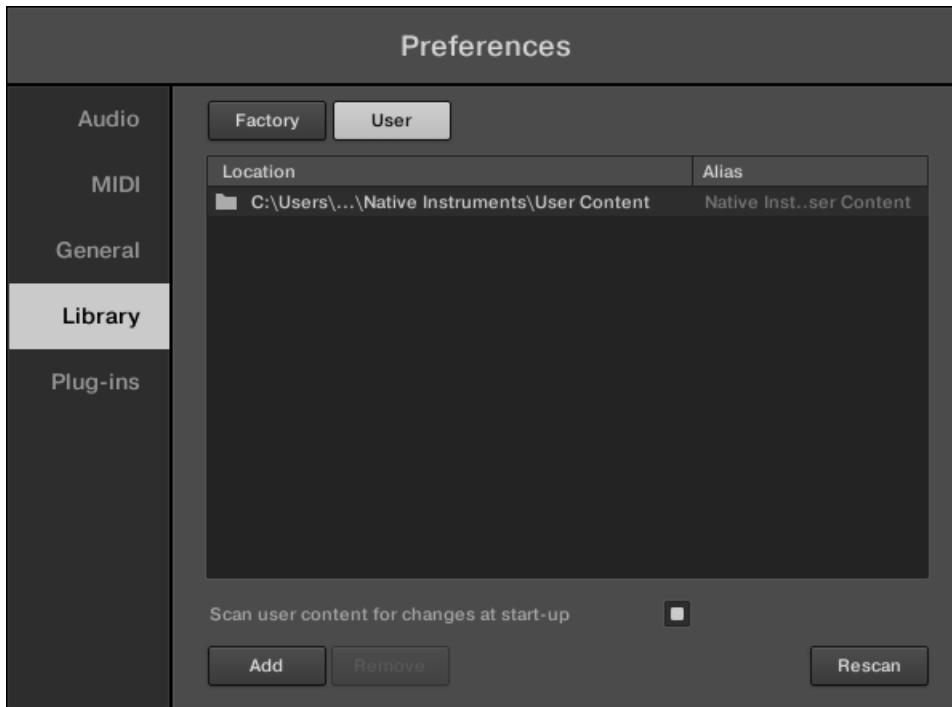 Preferences
Audio
MIDI
General
Library
Plug-ins
Factory User
Location Alias
C:\Users\...\Native Instruments\User Content Native Inst..ser Content
Scan user content for changes at start-up
Add Remove Rescan